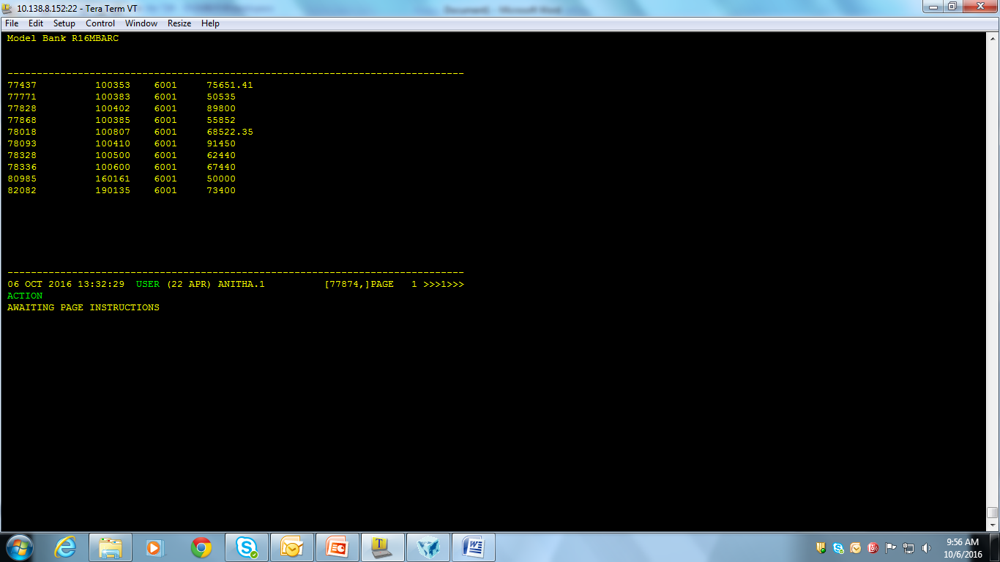 10.138.8.152:22 - Tera Term VT
File Edit Setup Control Window Resize Help
Model Bank R16MBARC
------------------------------------------------------------------------------
77437 100353 6001 75651.41
77771 100383 6001 50535
77828 100402 6001 89800
77868 100385 6001 55852
78018 100807 6001 68522.35
78093 100410 6001 91450
78328 100500 6001 62440
78336 100600 6001 67440
80985 160161 6001 50000
82082 190135 6001 73400
------------------------------------------------------------------------------
06 OCT 2016 13:32:29 USER (22 APR) ANITHA.1 [77874,]PAGE 1 >>>1>>>
ACTION
AWAITING PAGE INSTRUCTIONS
9:56 AM
10/6/2016